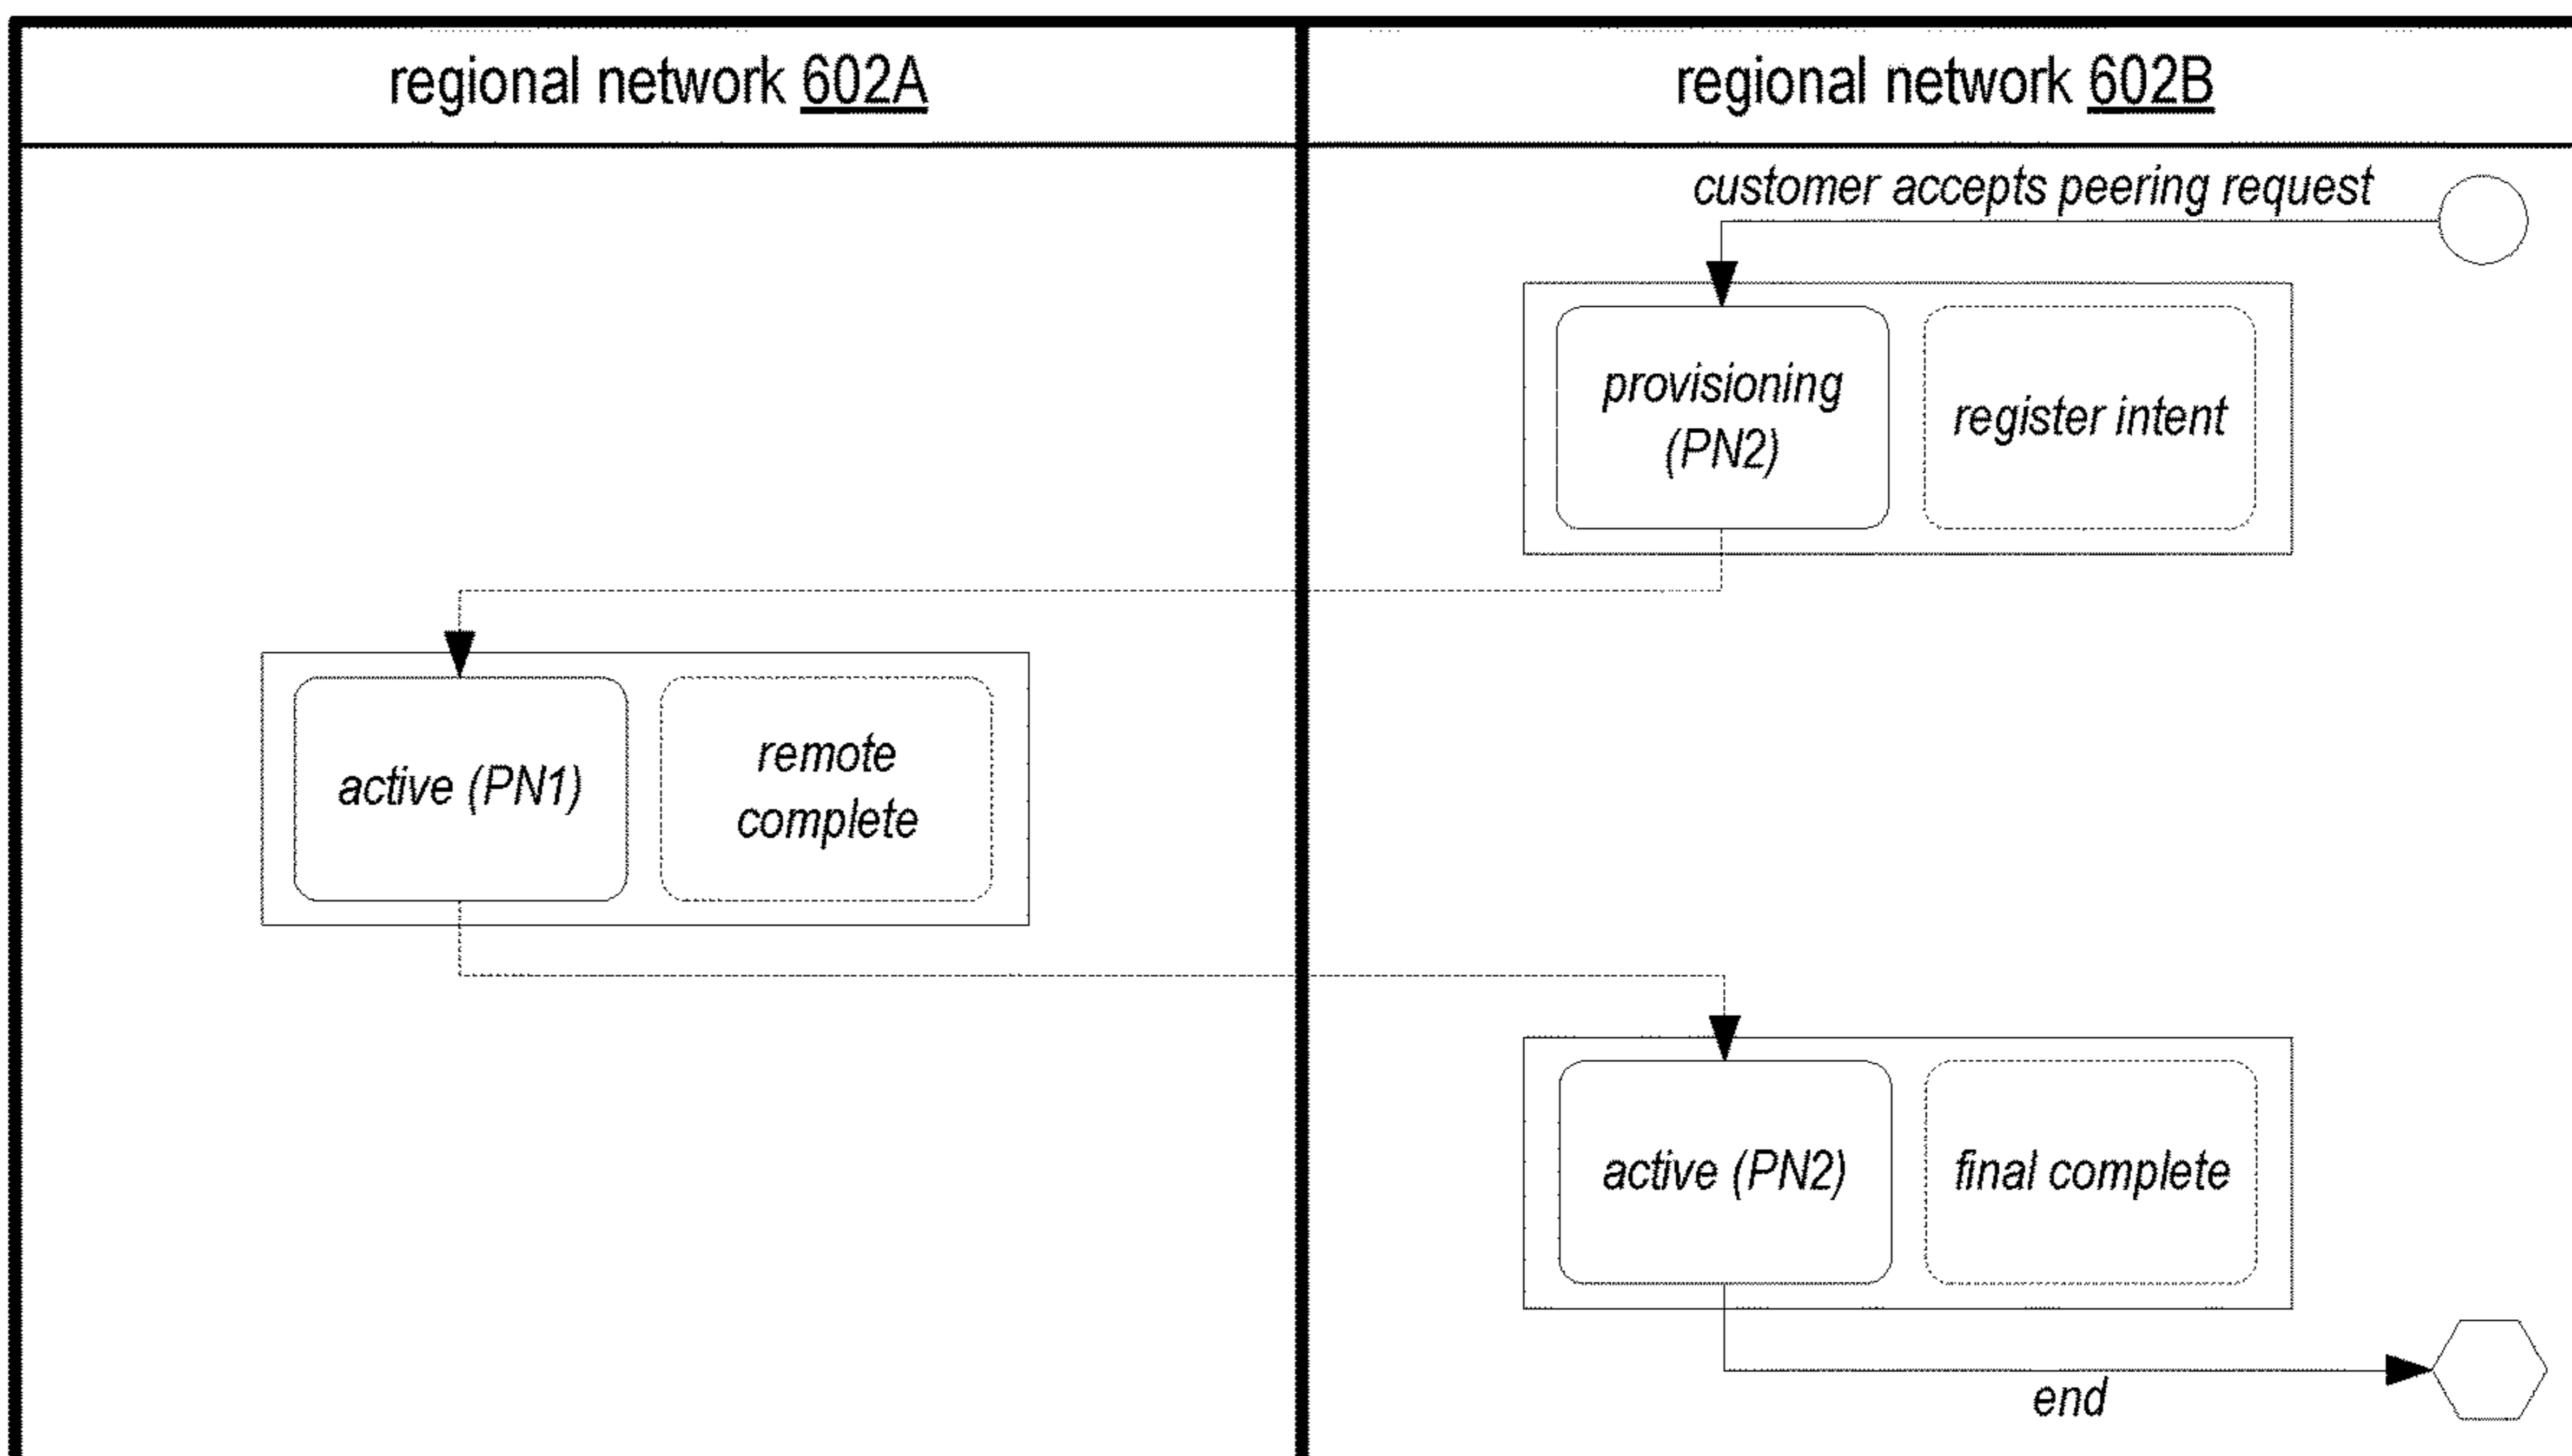 regional network 602A
regional network 602B
customer accepts peering request
provisioning
(PN2)
register intent
active (PN1)
remote
complete
active (PN2)
final complete
end